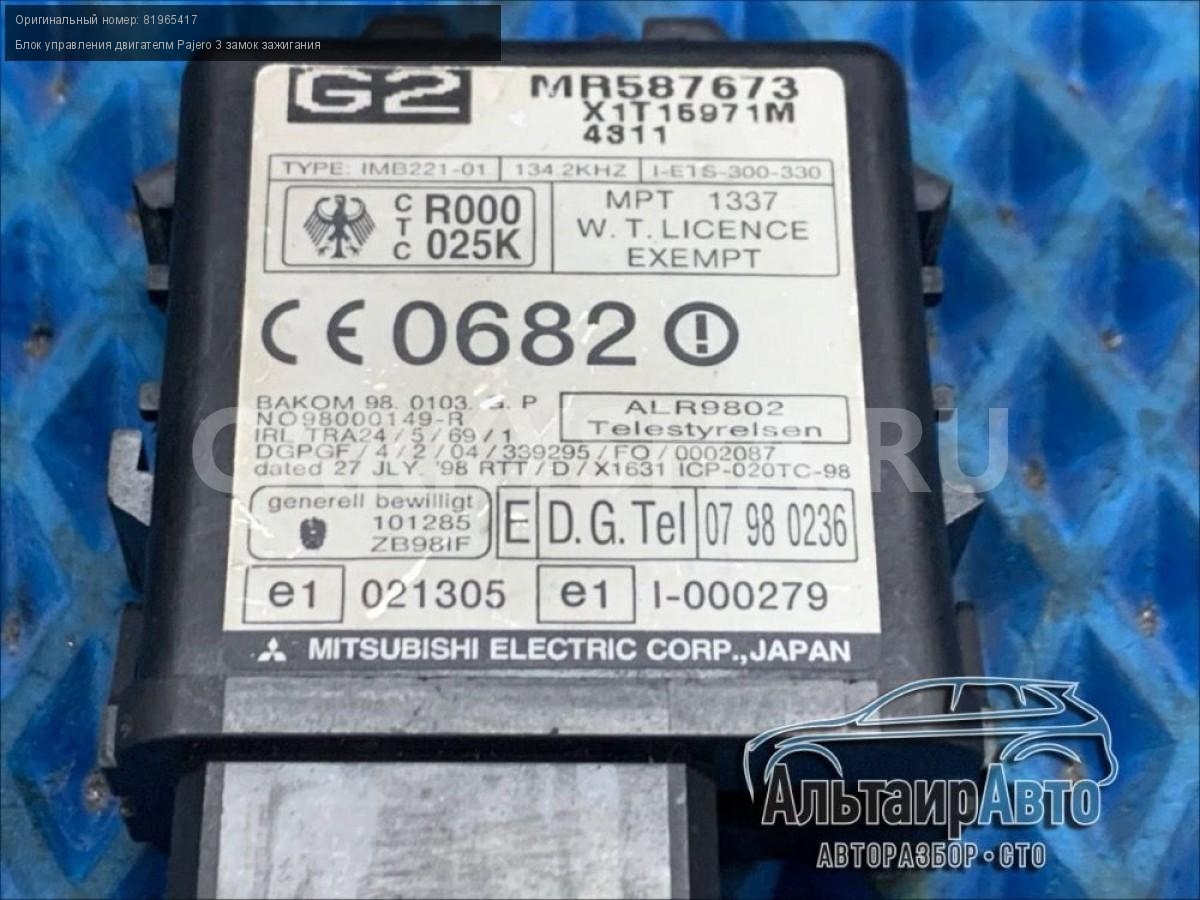 Оригинальный номер: 81965417
Блок управления двигателм Pajero 3 замок зажигания
G2 MR587673
X1T15971M
4311
TYPE: IMB221-01 134.2KHZ I-ETS-300-330
CTC R000 025K
MPT 1337
W.T.LICENCE
EXEMPT
CE 0682
BAKOM 98. 0103. G. P
NO98000149-R
IRL TRA24/5/69/1
ALR9802
Telestyrelsen
DGPGF/4/2/04/339295/FO/0002087
dated 27 JLY. '98 RTT/D/X1631 ICP-020TC-98
generell bewilligt
101285
ZB98IF
E D.G.Tel 07 98 0236
e1 021305 e1 I-000279
MITSUBISHI ELECTRIC CORP., JAPAN
АльтаирАвто
АВТОРАЗБОР·СТО